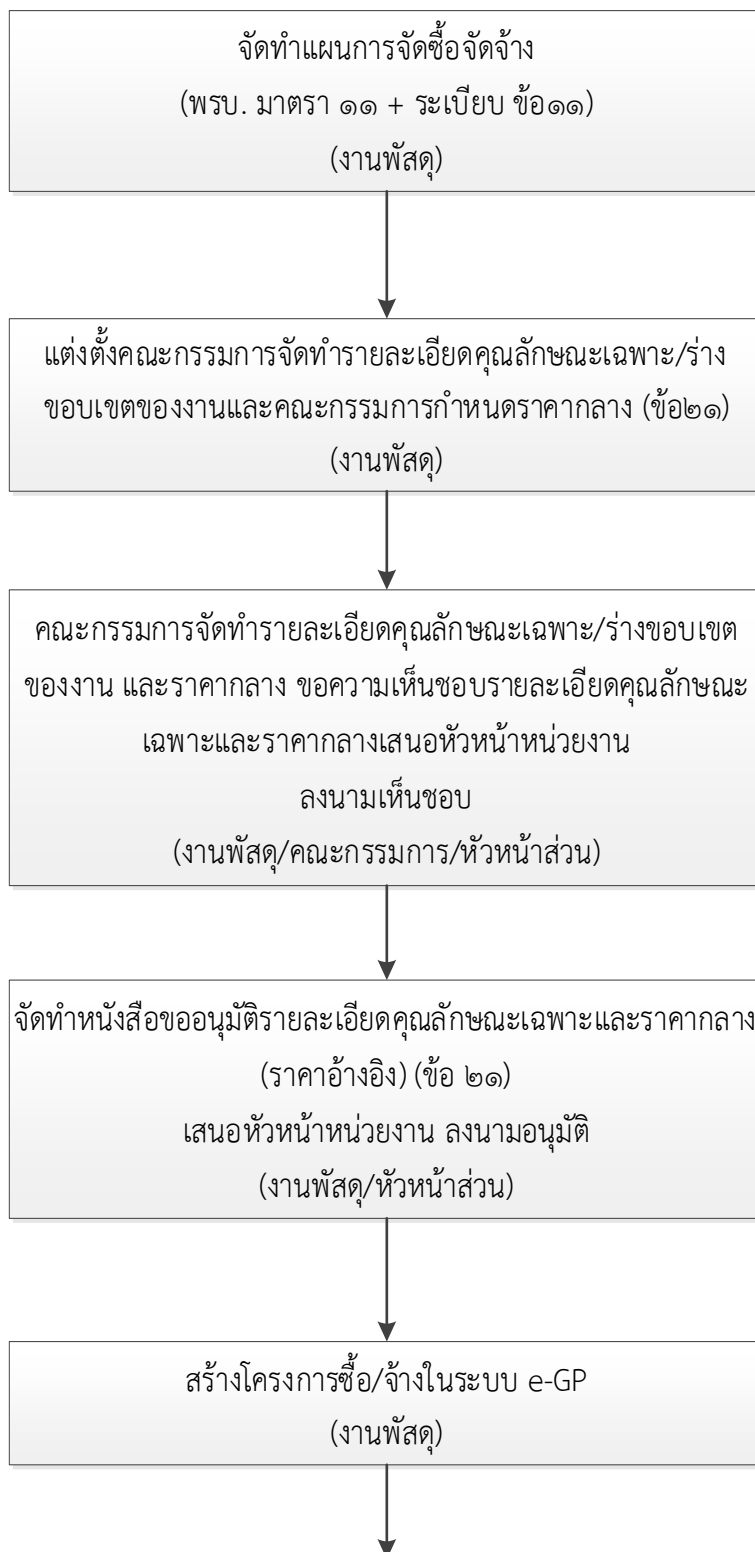 จัดทำแผนการจัดซื้อจัดจ้าง
(พรบ. มาตรา ๑๑ + ระเบียบ ข้อ๑๑)
(งานพัสดุ)
แต่งตั้งคณะกรรมการจัดทำรายละเอียดคุณลักษณะเฉพาะ/ร่าง
ขอบเขตของงานและคณะกรรมการกำหนดราคากลาง (ข้อ๒๑)
(งานพัสดุ)
คณะกรรมการจัดทำรายละเอียดคุณลักษณะเฉพาะ/ร่างขอบเขต
ของงาน และราคากลาง ขอความเห็นชอบรายละเอียดคุณลักษณะ
เฉพาะและราคากลางเสนอหัวหน้าหน่วยงาน
ลงนามเห็นชอบ
(งานพัสดุ/คณะกรรมการ/หัวหน้าส่วน)
จัดทำหนังสือขออนุมัติรายละเอียดคุณลักษณะเฉพาะและราคากลาง
(ราคาอ้างอิง) (ข้อ ๒๑)
เสนอหัวหน้าหน่วยงาน ลงนามอนุมัติ
(งานพัสดุ/หัวหน้าส่วน)
สร้างโครงการซื้อ/จ้างในระบบ e-GP
(งานพัสดุ)